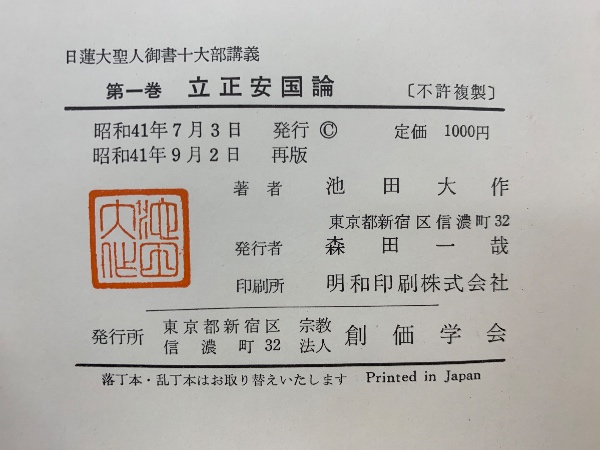 日蓮大聖人御書十大部講義
第一巻 立正安国論 〔不許複製〕
昭和41年7月3日 発行 © 定価 1000円
昭和41年9月2日 再版
著者 池田大作
東京都新宿区信濃町32
発行者 森田一哉
印刷所 明和印刷株式会社
発行所 東京都新宿区信濃町32 宗教法人 創価学会
落丁本・乱丁本はお取り替えいたします Printed in Japan
池田大作